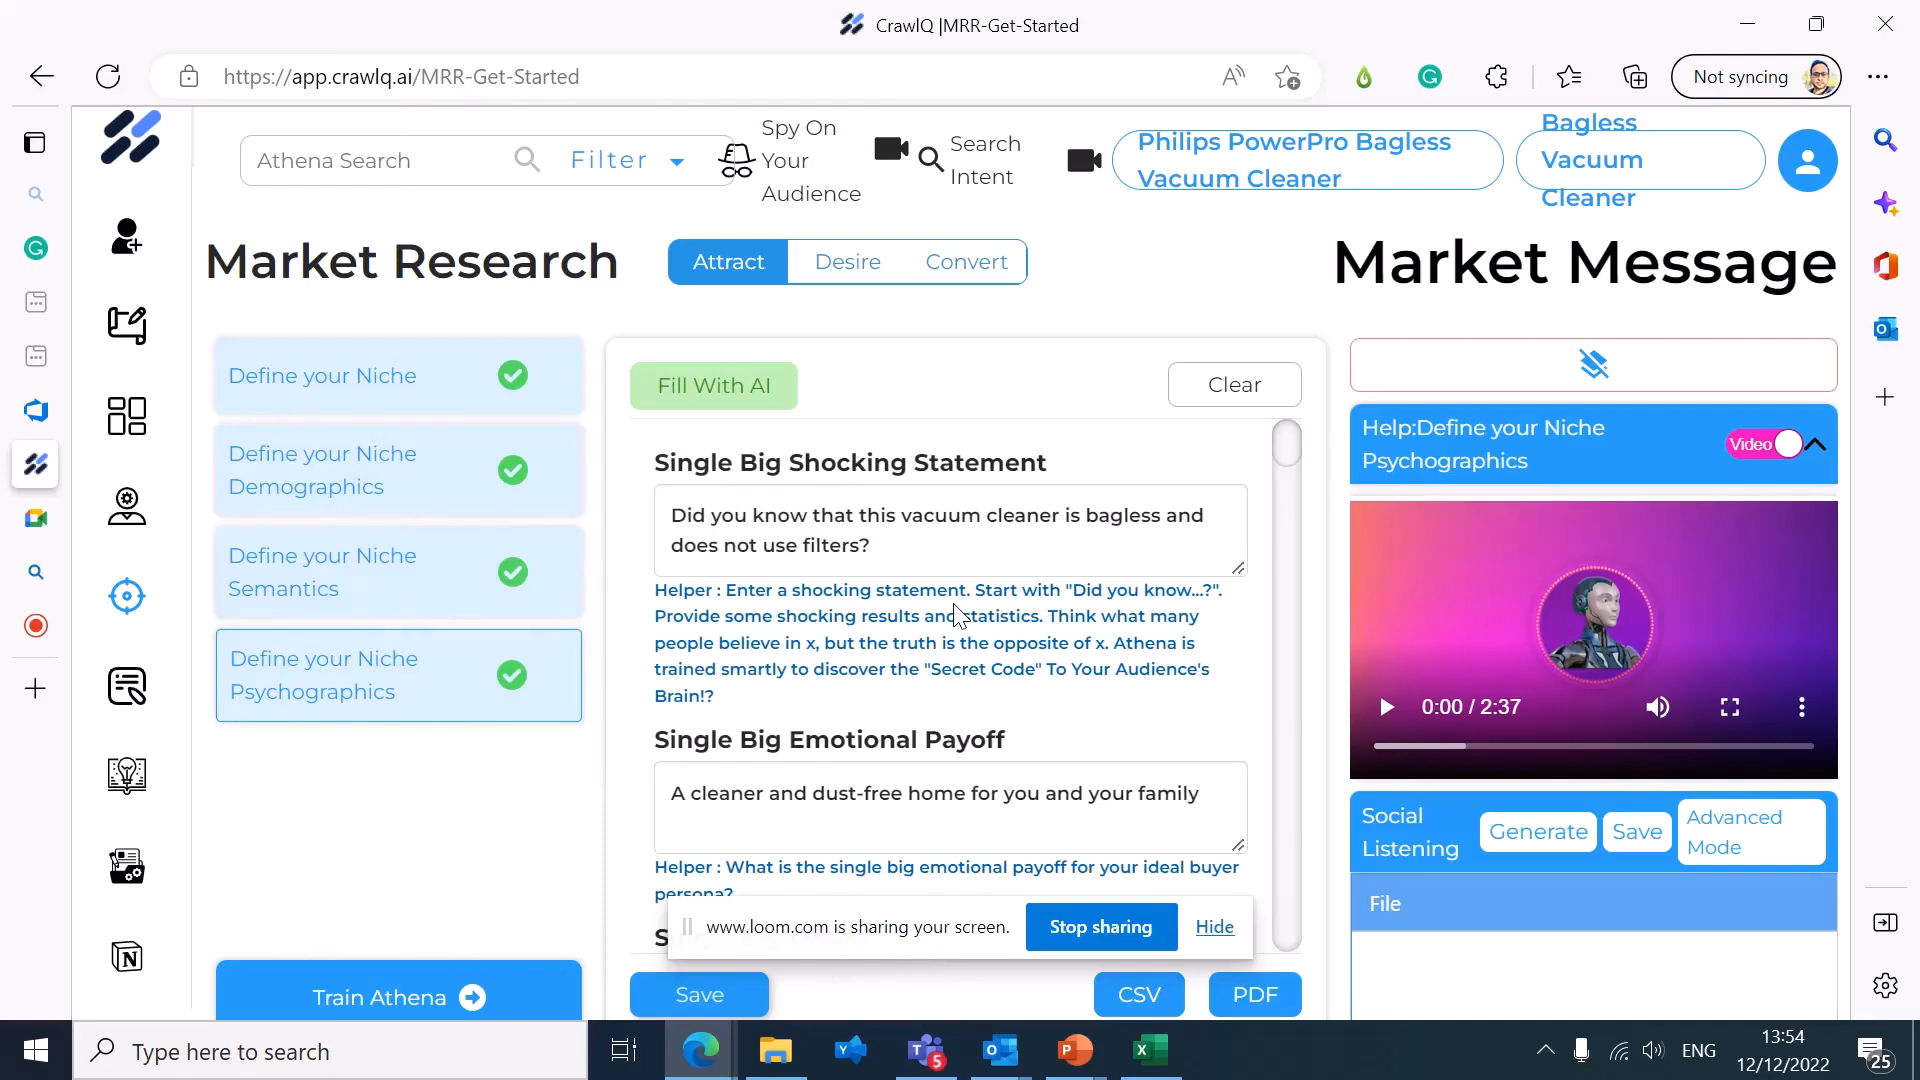 CrawlQ |MRR-Get-Started
https://app.crawlq.ai/MRR-Get-Started
Not syncing
Athena Search
Filter
Spy On
Your
Audience
Search
Intent
Philips PowerPro Bagless
Vacuum Cleaner
Bagless
Vacuum
Cleaner
Market Research
Attract
Desire
Convert
Market Message
Define your Niche
Define your Niche
Demographics
Define your Niche
Semantics
Define your Niche
Psychographics
Train Athena
Fill With AI
Clear
Single Big Shocking Statement
Did you know that this vacuum cleaner is bagless and
does not use filters?
Helper : Enter a shocking statement. Start with "Did you know...?".
Provide some shocking results and statistics. Think what many
people believe in x, but the truth is the opposite of x. Athena is
trained smartly to discover the "Secret Code" To Your Audience's
Brain!?
Single Big Emotional Payoff
A cleaner and dust-free home for you and your family
Helper : What is the single big emotional payoff for your ideal buyer
persona?
www.loom.com is sharing your screen.
Stop sharing
Hide
Save
CSV
PDF
Help:Define your Niche
Psychographics
Video
0:00 / 2:37
Social
Listening
Generate
Save
Advanced
Mode
File
Type here to search
5
ENG
13:54
12/12/2022
25